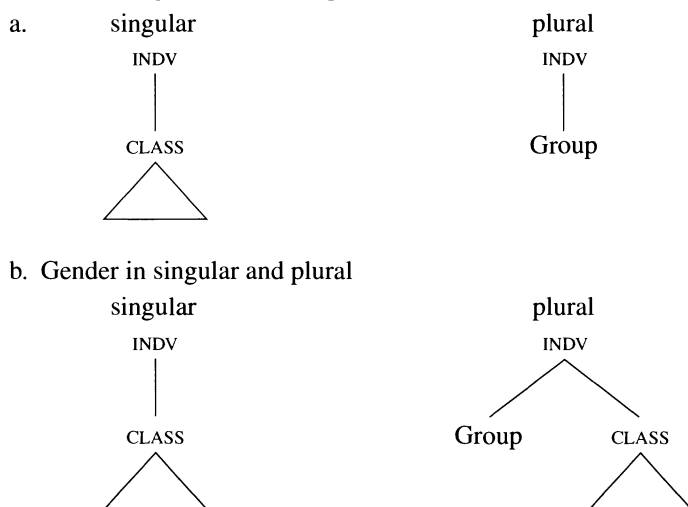 a. singular plural
INDV INDV
CLASS Group
b. Gender in singular and plural
singular plural
INDV INDV
CLASS Group CLASS